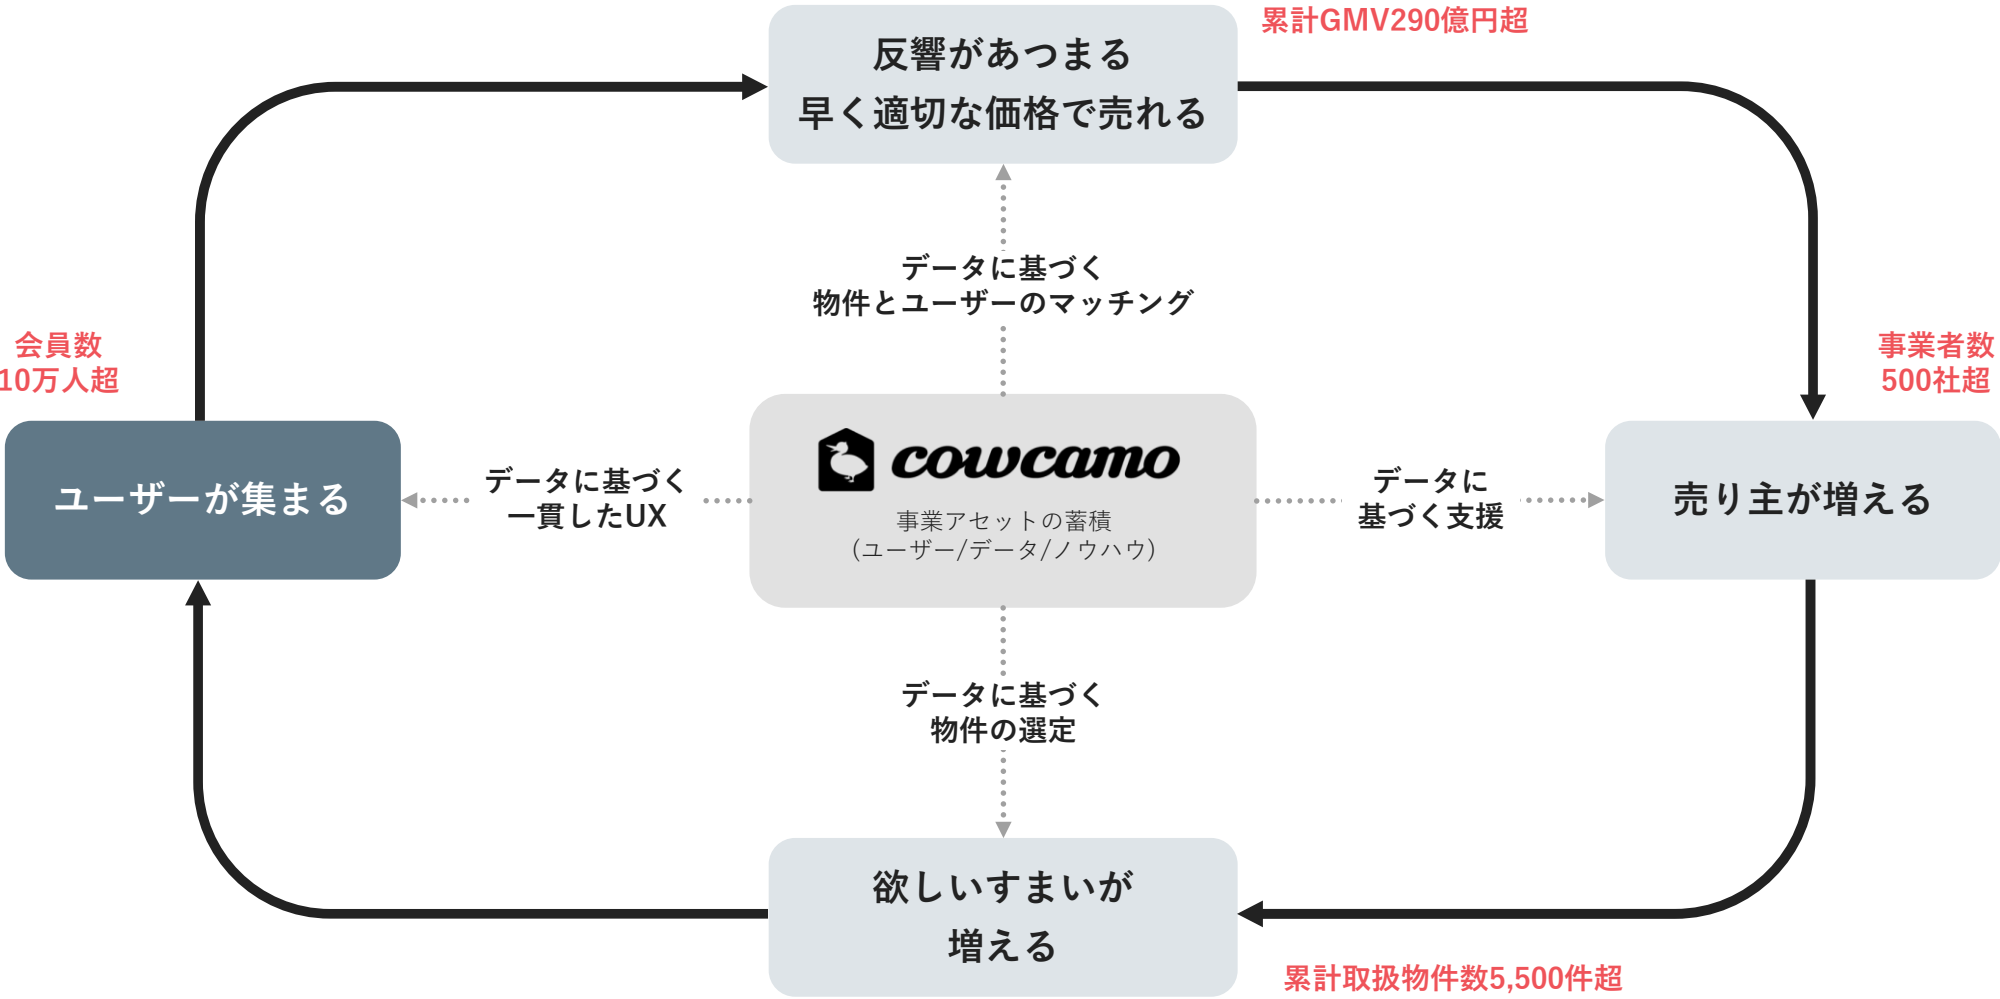 累計GMV290億円超
反響があつまる
早く適切な価格で売れる
データに基づく
物件とユーザーのマッチング
会員数
10万人超
事業者数
500社超
ユーザーが集まる
データに基づく
一貫したUX
cowcamo
事業アセットの蓄積
(ユーザー/データ/ノウハウ)
データに
基づく支援
売り主が増える
データに基づく
物件の選定
欲しいすまいが
増える
累計取扱物件数5,500件超